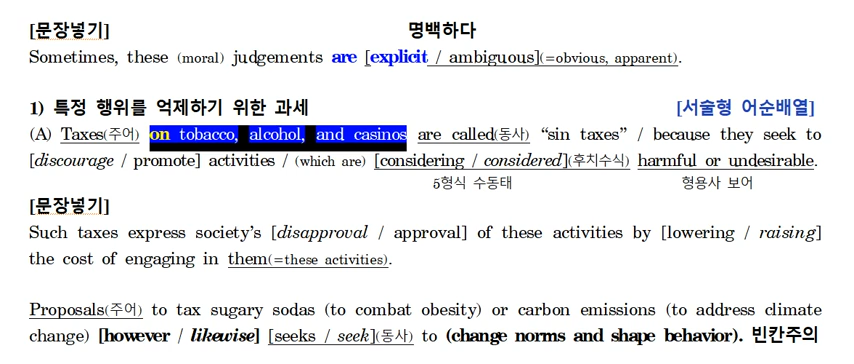 [문장넣기] 명백하다
Sometimes, these (moral) judgements are [explicit / ambiguous](=obvious, apparent).
1) 특정 행위를 억제하기 위한 과세 [서술형 어순배열]
(A) Taxes(주어) on tobacco, alcohol, and casinos are called(동사) “sin taxes” / because they seek to
[discourage / promote] activities / (which are) [considering / considered](후치수식) harmful or undesirable.
5형식 수동태 형용사 보어
[문장넣기]
Such taxes express society’s [disapproval / approval] of these activities by [lowering / raising]
the cost of engaging in them(=these activities).
Proposals(주어) to tax sugary sodas (to combat obesity) or carbon emissions (to address climate
change) [however / likewise] [seeks / seek](동사) to (change norms and shape behavior). 빈칸주의